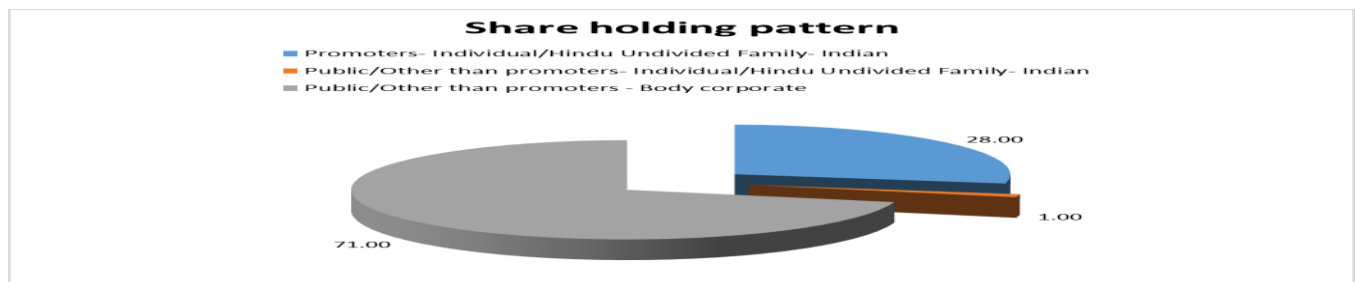 Share holding pattern
Promoters- Individual/Hindu Undivided Family- Indian
Public/Other than promoters- Individual/Hindu Undivided Family- Indian
Public/Other than promoters - Body corporate
28.00
1.00
71.00